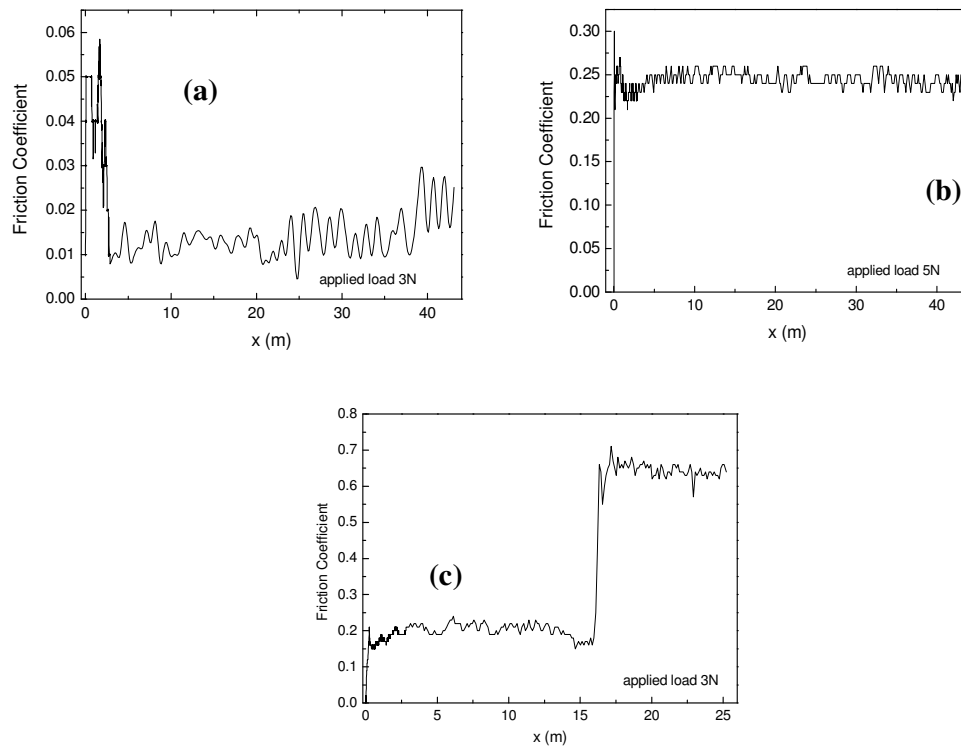 0.06
0.05
0.04
0.03
0.02
0.01
0.00
Friction Coefficient
(a)
applied load 3N
0 10 20 30 40
x (m)
0.30
0.25
0.20
0.15
0.10
0.05
0.00
Friction Coefficient
(b)
applied load 5N
0 5 10 15 20 25 30 35 40
x (m)
0.8
0.7
0.6
0.5
0.4
0.3
0.2
0.1
0.0
Friction Coefficient
(c)
applied load 3N
0 5 10 15 20 25
x (m)